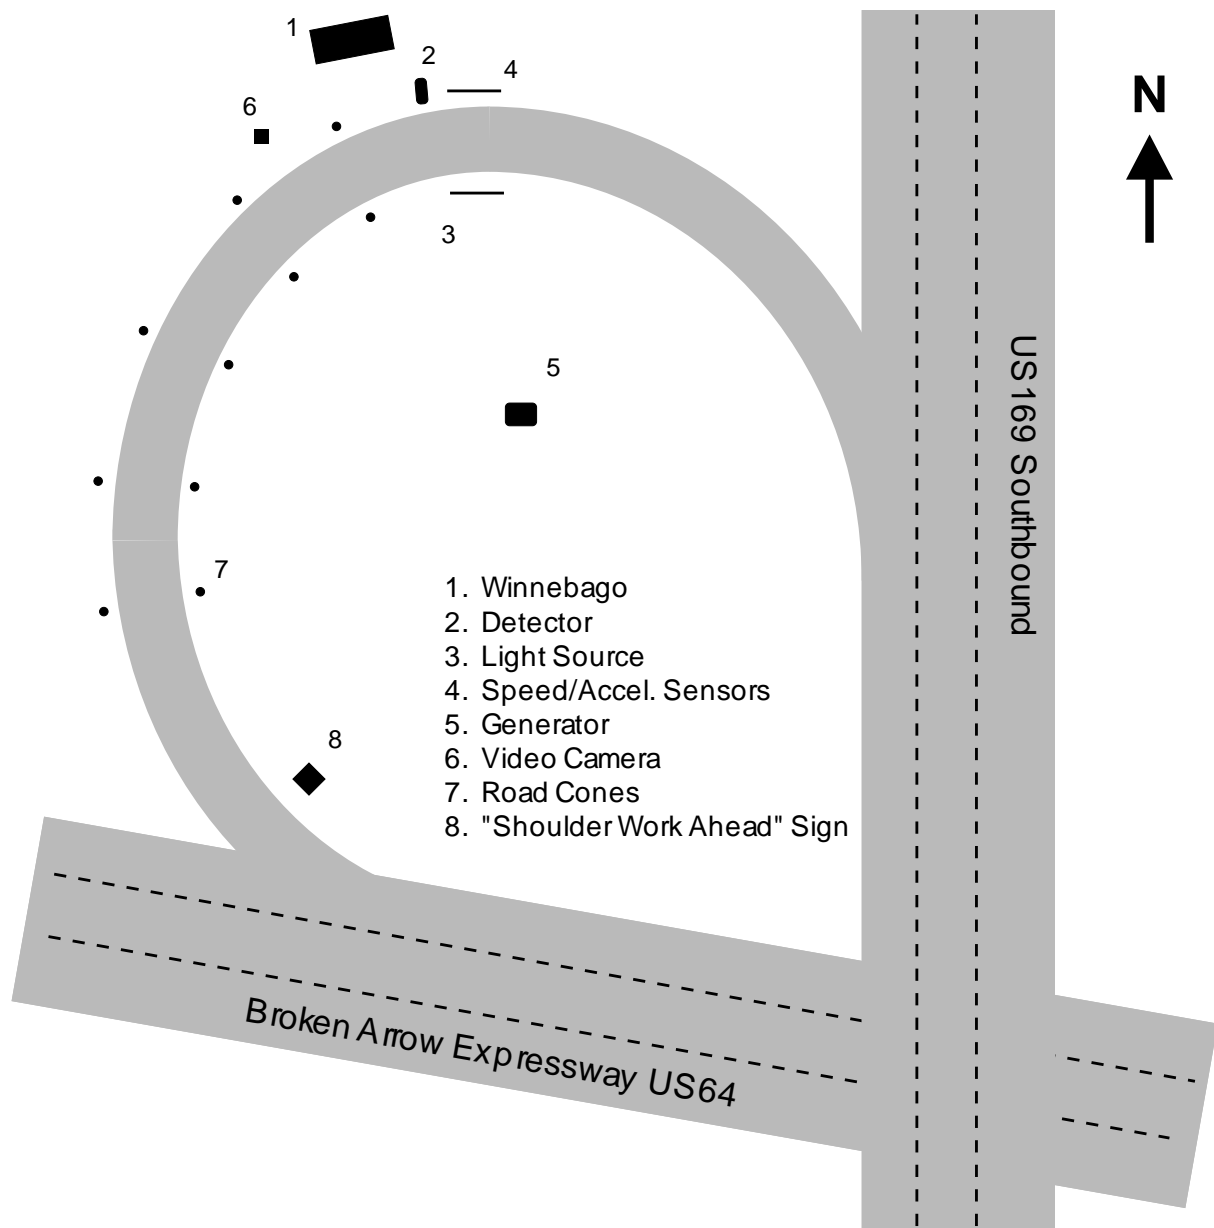 1
2
4
6
N
3
5
US169 Southbound
7
1. Winnebago
2. Detector
3. Light Source
4. Speed/Accel. Sensors
5. Generator
6. Video Camera
7. Road Cones
8. "Shoulder Work Ahead" Sign
8
Broken Arrow Expressway US64